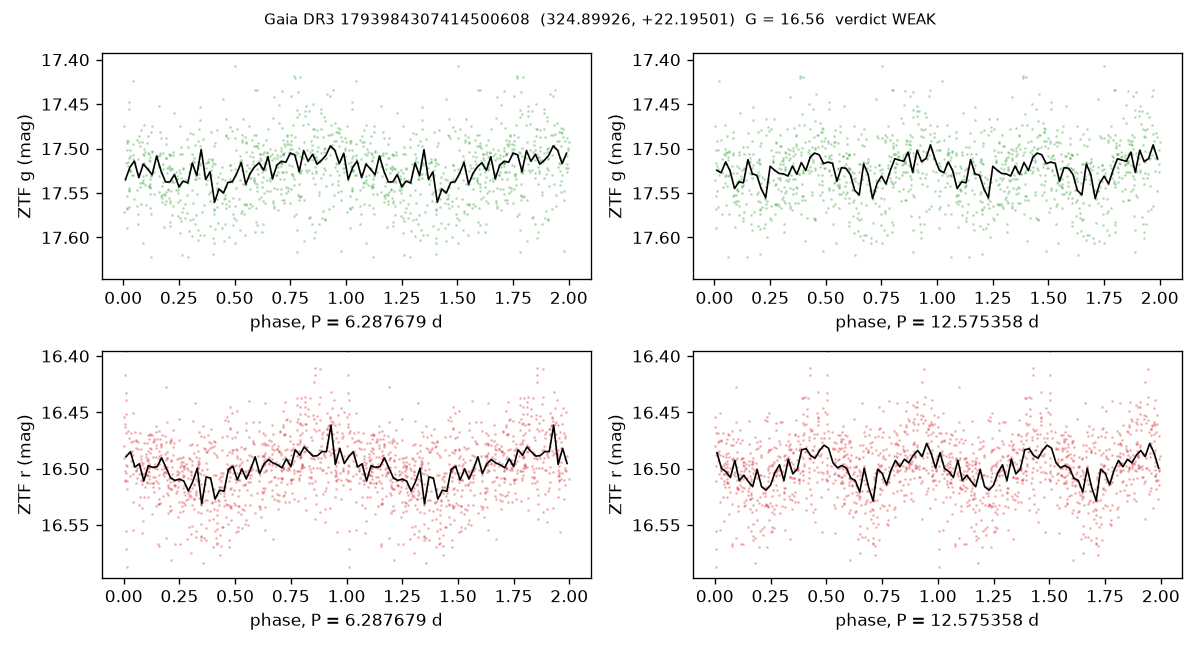 Gaia DR3 1793984307414500608  (324.89926, +22.19501)  G = 16.56  verdict WEAK
ZTF g (mag)
17.40
17.45
17.50
17.55
17.60
0.00 0.25 0.50 0.75 1.00 1.25 1.50 1.75 2.00
phase, P = 6.287679 d
ZTF g (mag)
17.40
17.45
17.50
17.55
17.60
0.00 0.25 0.50 0.75 1.00 1.25 1.50 1.75 2.00
phase, P = 12.575358 d
ZTF r (mag)
16.40
16.45
16.50
16.55
0.00 0.25 0.50 0.75 1.00 1.25 1.50 1.75 2.00
phase, P = 6.287679 d
ZTF r (mag)
16.40
16.45
16.50
16.55
0.00 0.25 0.50 0.75 1.00 1.25 1.50 1.75 2.00
phase, P = 12.575358 d